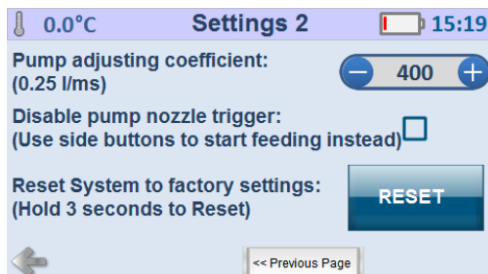 0.0°C Settings 2 15:19
Pump adjusting coefficient:
(0.25 l/ms)
400
Disable pump nozzle trigger:
(Use side buttons to start feeding instead)
Reset System to factory settings:
(Hold 3 seconds to Reset)
RESET
<< Previous Page